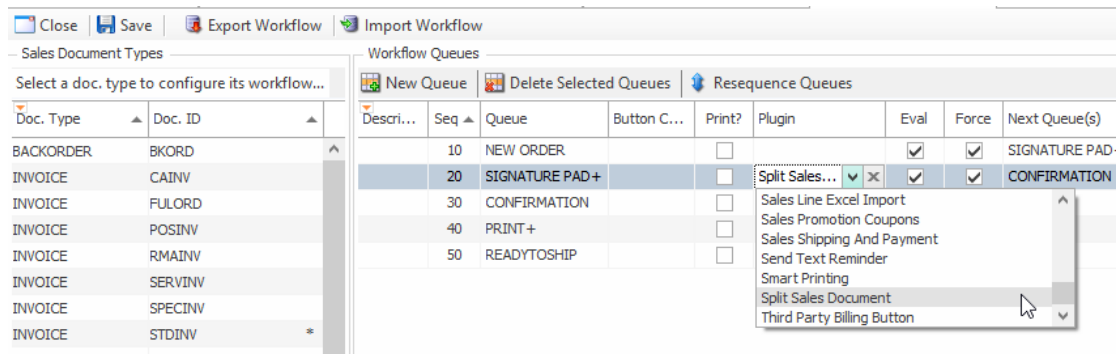 Close Save Export Workflow Import Workflow
Sales Document Types Workflow Queues
Select a doc. type to configure its workflow... New Queue Delete Selected Queues Resequence Queues
Doc. Type Doc. ID Descri... Seq Queue Button C... Print? Plugin Eval Force Next Queue(s)
BACKORDER BKORD 10 NEW ORDER SIGNATURE PAD+
INVOICE CAINV 20 SIGNATURE PAD+ Split Sales... CONFIRMATION
INVOICE FULORD 30 CONFIRMATION Sales Line Excel Import
INVOICE POSINV 40 PRINT+ Sales Promotion Coupons
Sales Shipping And Payment
INVOICE RMAINV 50 READYTOSHIP Send Text Reminder
INVOICE SERVINV Smart Printing
INVOICE SPECINV Split Sales Document
INVOICE STDINV * Third Party Billing Button